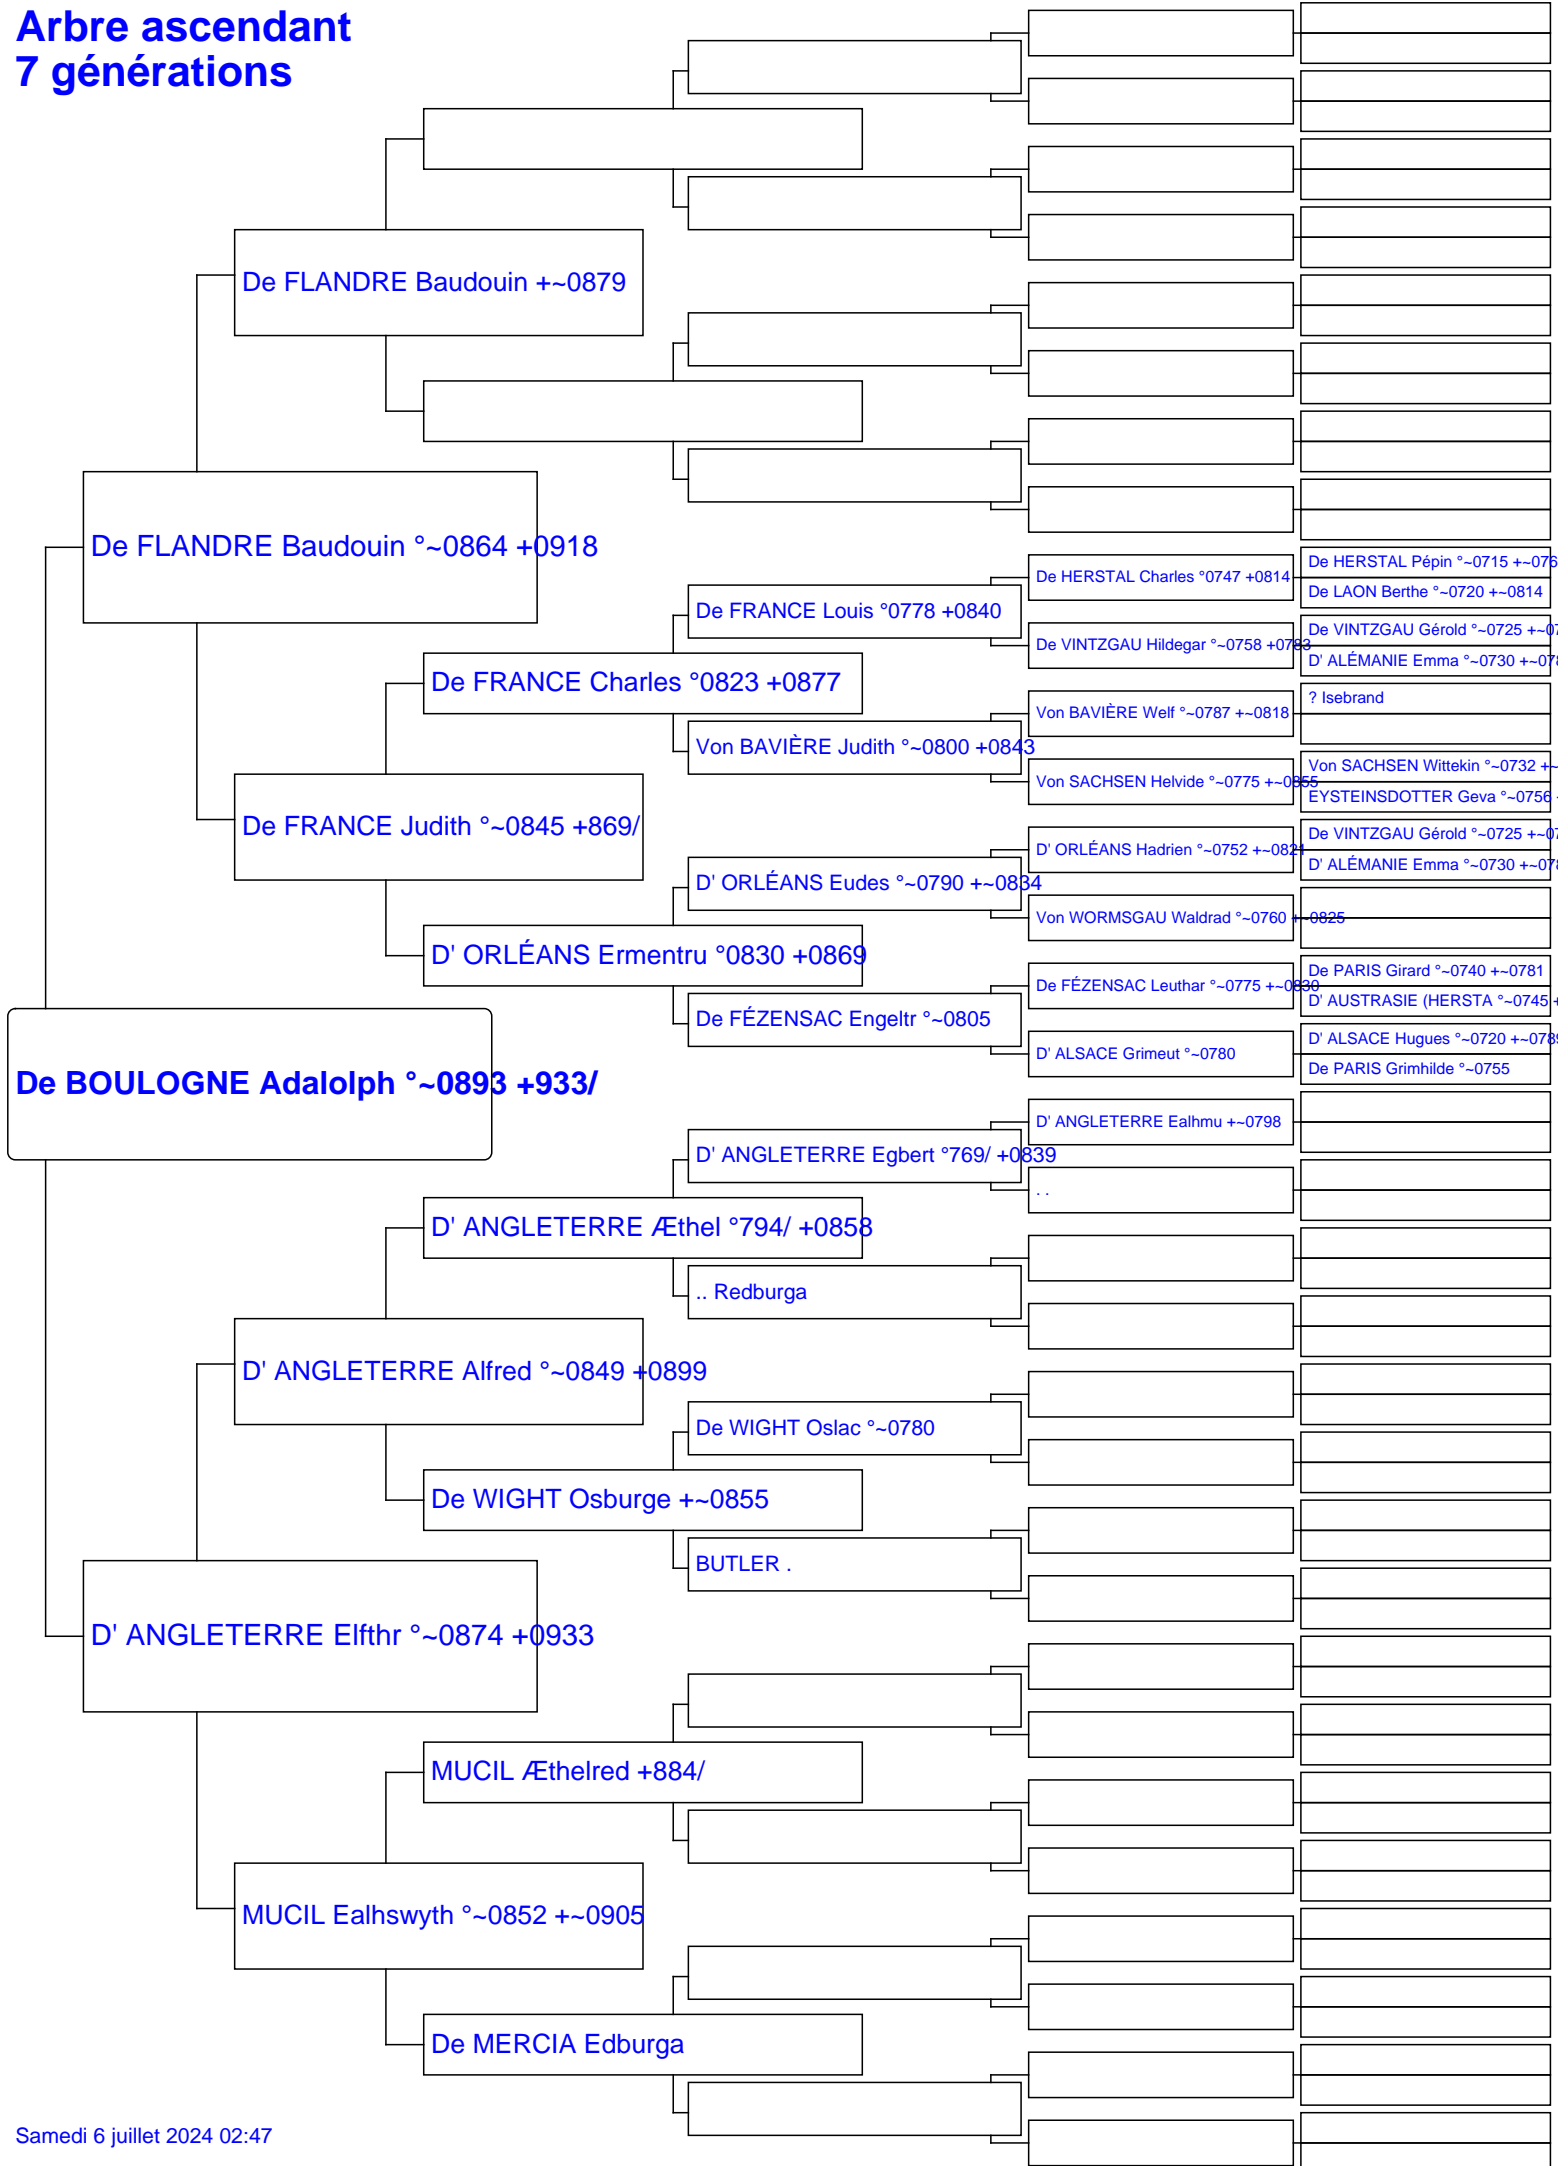 Arbre ascendant
7 générations
De FLANDRE Baudouin +~0879
De FLANDRE Baudouin °~0864 +0918
De HERSTAL Pépin °~0715 +~076
De HERSTAL Charles °0747 +0814
De LAON Berthe °~0720 +~0814
De FRANCE Louis °0778 +0840
De VINTZGAU Gérold °~0725 +~07
De VINTZGAU Hildegar °~0758 +0783
D' ALÉMANIE Emma °~0730 +~078
De FRANCE Charles °0823 +0877
? Isebrand
Von BAVIÈRE Welf °~0787 +~0818
Von BAVIÈRE Judith °~0800 +0843
Von SACHSEN Wittekin °~0732 +~
Von SACHSEN Helvide °~0775 +~0855
EYSTEINSDOTTER Geva °~0756
De FRANCE Judith °~0845 +869/
De VINTZGAU Gérold °~0725 +~07
D' ORLÉANS Hadrien °~0752 +~0821
D' ALÉMANIE Emma °~0730 +~078
D' ORLÉANS Eudes °~0790 +~0834
Von WORMSGAU Waldrad °~0760 +~0825
D' ORLÉANS Ermentru °0830 +0869
De PARIS Girard °~0740 +~0781
De FÉZENSAC Leuthar °~0775 +~0830
D' AUSTRASIE (HERSTA °~0745 +
De FÉZENSAC Engeltr °~0805
D' ALSACE Hugues °~0720 +~0789
D' ALSACE Grimeut °~0780
De PARIS Grimhilde °~0755
De BOULOGNE Adalolph °~0893 +933/
D' ANGLETERRE Ealhmu +~0798
D' ANGLETERRE Egbert °769/ +0839
. .
D' ANGLETERRE Æthel °794/ +0858
.. Redburga
D' ANGLETERRE Alfred °~0849 +0899
De WIGHT Oslac °~0780
De WIGHT Osburge +~0855
BUTLER .
D' ANGLETERRE Elfthr °~0874 +0933
MUCIL Æthelred +884/
MUCIL Ealhswyth °~0852 +~0905
De MERCIA Edburga
Samedi 6 juillet 2024 02:47